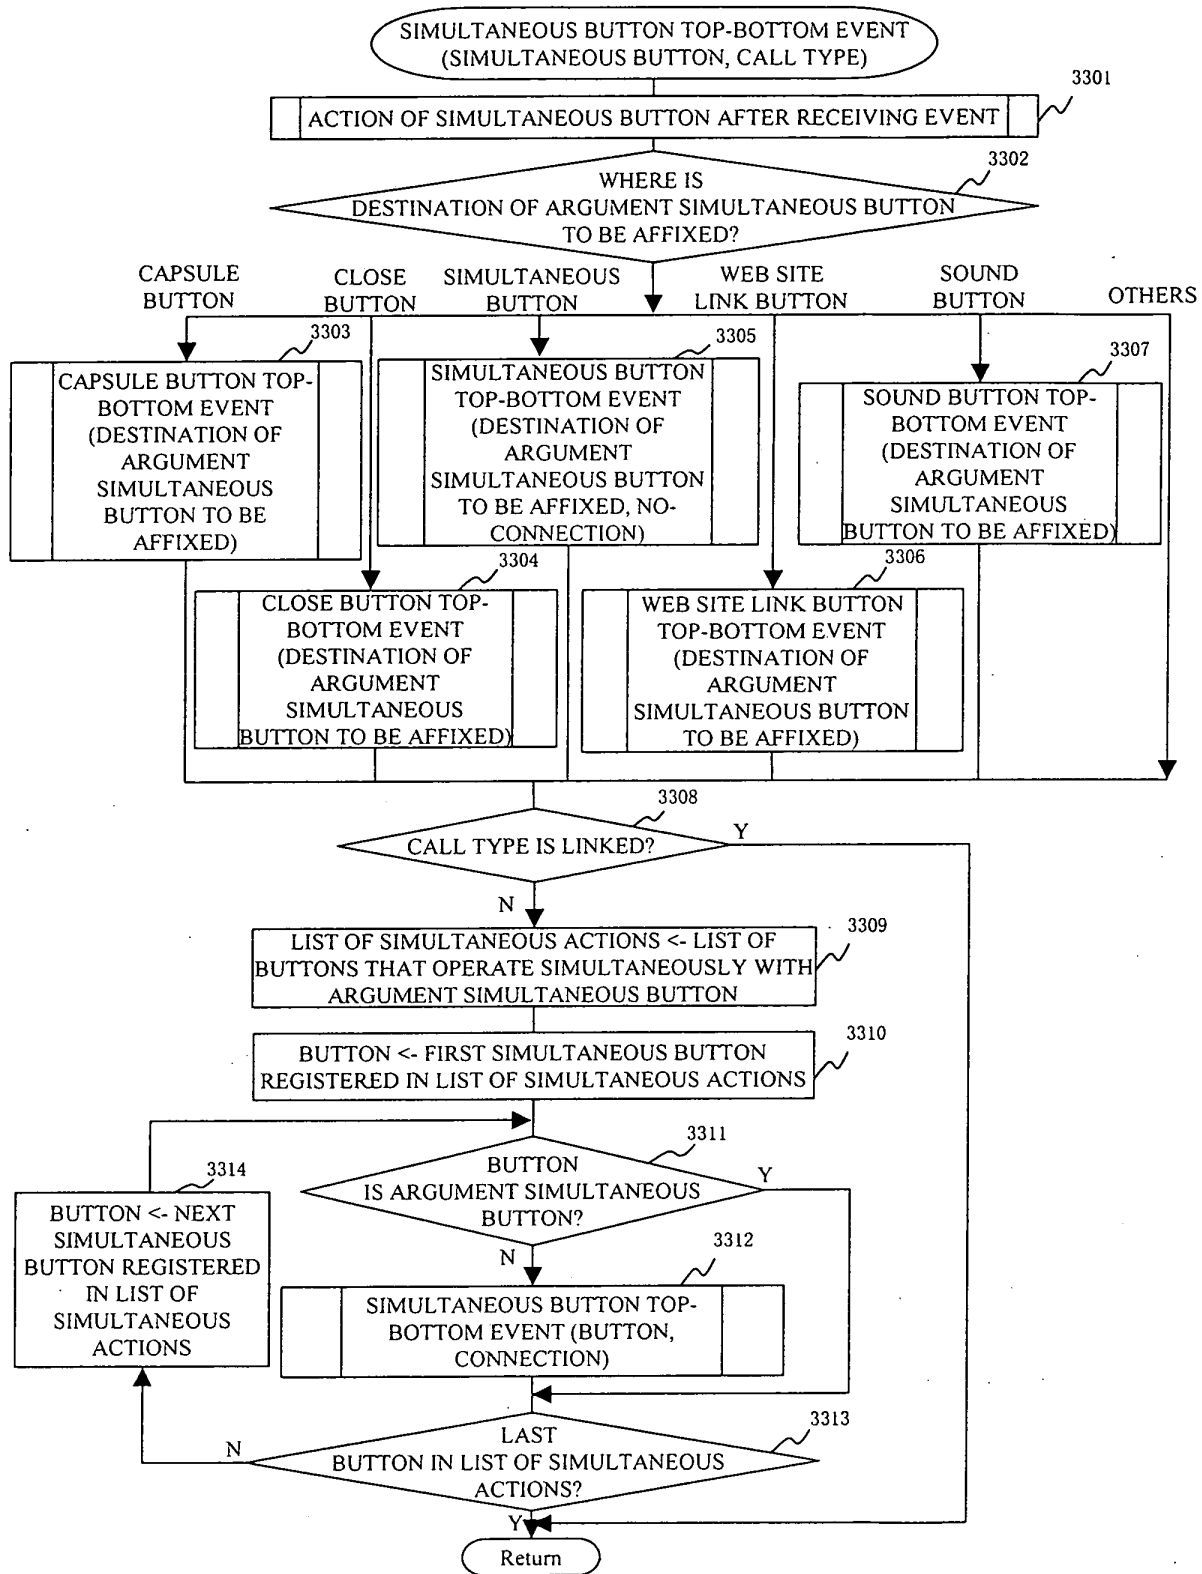 SIMULTANEOUS BUTTON TOP-BOTTOM EVENT
(SIMULTANEOUS BUTTON, CALL TYPE)
3301
ACTION OF SIMULTANEOUS BUTTON AFTER RECEIVING EVENT
3302
WHERE IS
DESTINATION OF ARGUMENT SIMULTANEOUS BUTTON
TO BE AFFIXED?
CAPSULE
BUTTON
CLOSE
BUTTON
SIMULTANEOUS
BUTTON
WEB SITE
LINK BUTTON
SOUND
BUTTON
OTHERS
3303
CAPSULE BUTTON TOP-
BOTTOM EVENT
(DESTINATION OF
ARGUMENT
SIMULTANEOUS
BUTTON TO BE
AFFIXED)
3305
SIMULTANEOUS BUTTON
TOP-BOTTOM EVENT
(DESTINATION OF
ARGUMENT
SIMULTANEOUS BUTTON
TO BE AFFIXED, NO-
CONNECTION)
3307
SOUND BUTTON TOP-
BOTTOM EVENT
(DESTINATION OF
ARGUMENT
SIMULTANEOUS
BUTTON TO BE AFFIXED)
3304
CLOSE BUTTON TOP-
BOTTOM EVENT
(DESTINATION OF
ARGUMENT
SIMULTANEOUS
BUTTON TO BE AFFIXED)
3306
WEB SITE LINK BUTTON
TOP-BOTTOM EVENT
(DESTINATION OF
ARGUMENT
SIMULTANEOUS BUTTON
TO BE AFFIXED)
3308
CALL TYPE IS LINKED?
Y
N
3309
LIST OF SIMULTANEOUS ACTIONS <- LIST OF
BUTTONS THAT OPERATE SIMULTANEOUSLY WITH
ARGUMENT SIMULTANEOUS BUTTON
3310
BUTTON <- FIRST SIMULTANEOUS BUTTON
REGISTERED IN LIST OF SIMULTANEOUS ACTIONS
3311
BUTTON
IS ARGUMENT SIMULTANEOUS
BUTTON?
Y
N
3314
BUTTON <- NEXT
SIMULTANEOUS
BUTTON REGISTERED
IN LIST OF
SIMULTANEOUS
ACTIONS
3312
SIMULTANEOUS BUTTON TOP-
BOTTOM EVENT (BUTTON,
CONNECTION)
3313
LAST
BUTTON IN LIST OF SIMULTANEOUS
ACTIONS?
N
Y
Return